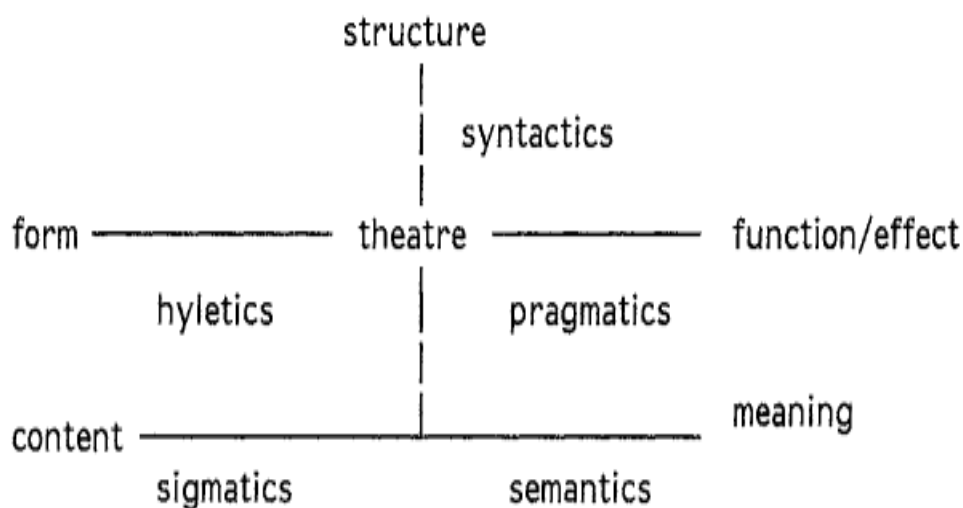 structure
syntactics
form theatre function/effect
hyletics pragmatics
content meaning
sigmatics semantics